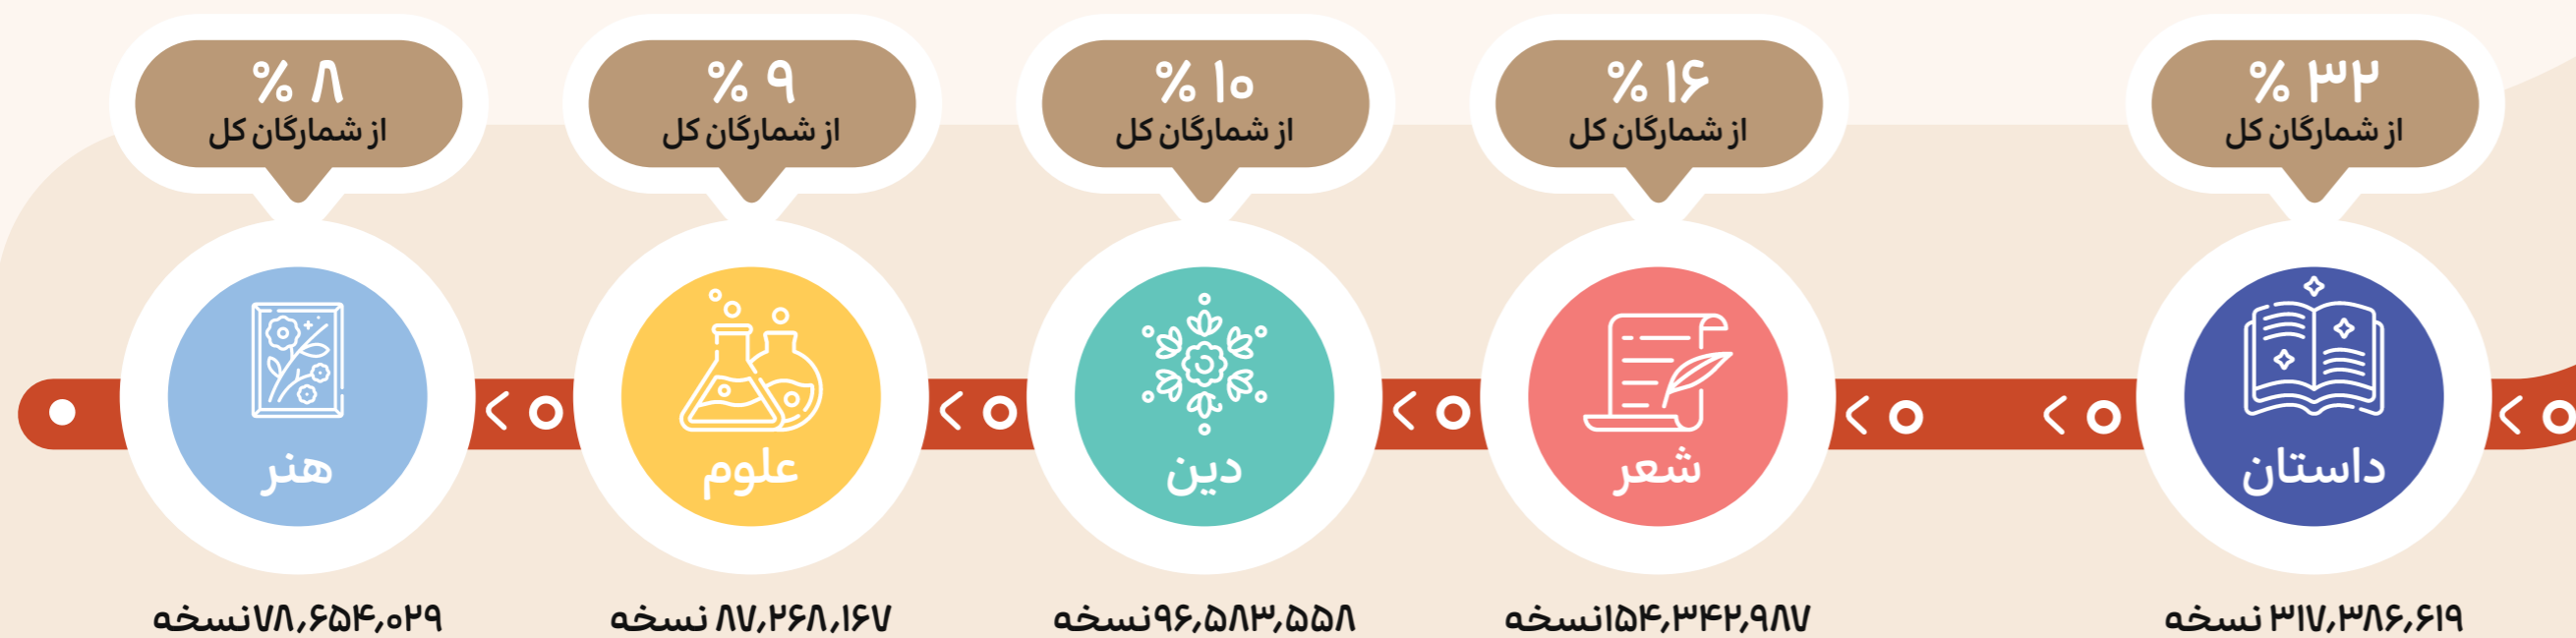 ۳۲ %
از شمارگان کل
داستان
۳۱۷,۳۸۶,۶۱۹ نسخه
۱۶ %
از شمارگان کل
شعر
۱۵۴,۳۴۲,۹۸۷نسخه
۱۰ %
از شمارگان کل
دین
۹۶,۵۸۳,۵۵۸نسخه
۹ %
از شمارگان کل
علوم
۸۷,۲۶۸,۱۶۷ نسخه
۸ %
از شمارگان کل
هنر
۷۸,۶۵۴,۰۲۹نسخه